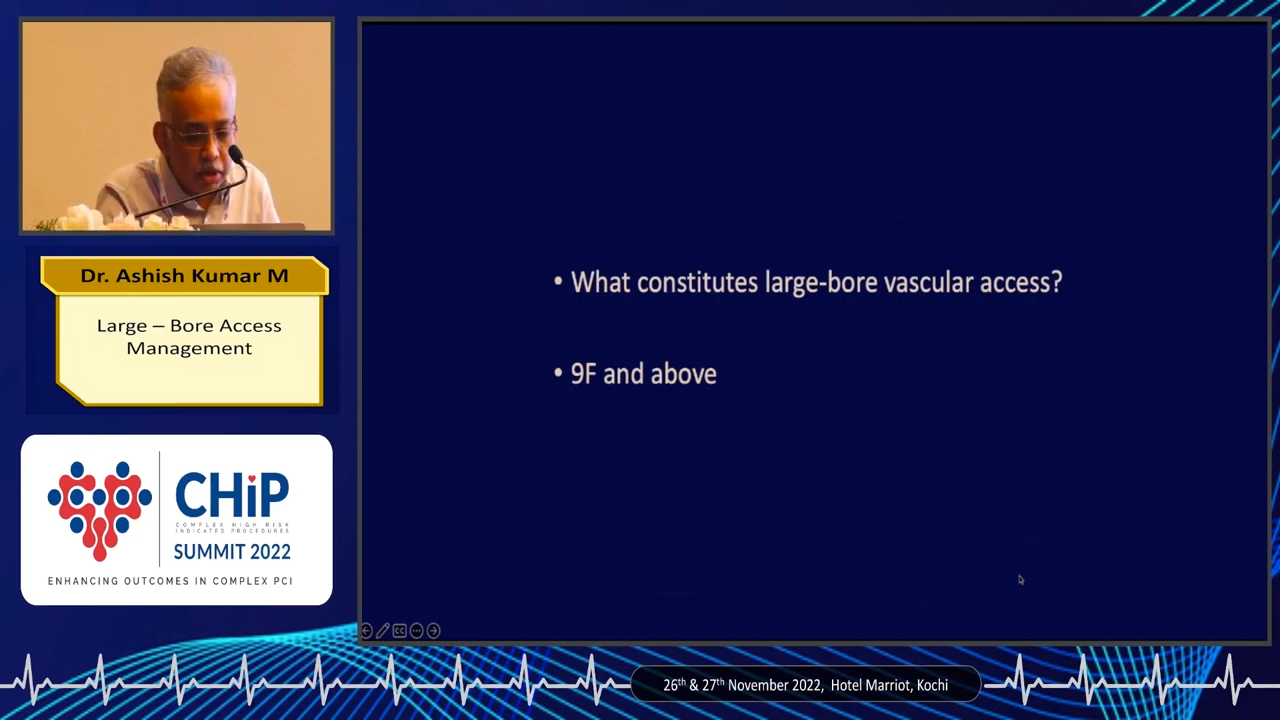 Dr. Ashish Kumar M
Large – Bore Access
Management
CHiP
COMPLEX HIGH RISK
INDICATED PROCEDURES
SUMMIT 2022
ENHANCING OUTCOMES IN COMPLEX PCI
• What constitutes large-bore vascular access?
• 9F and above
CC
26th & 27th November 2022, Hotel Marriot, Kochi